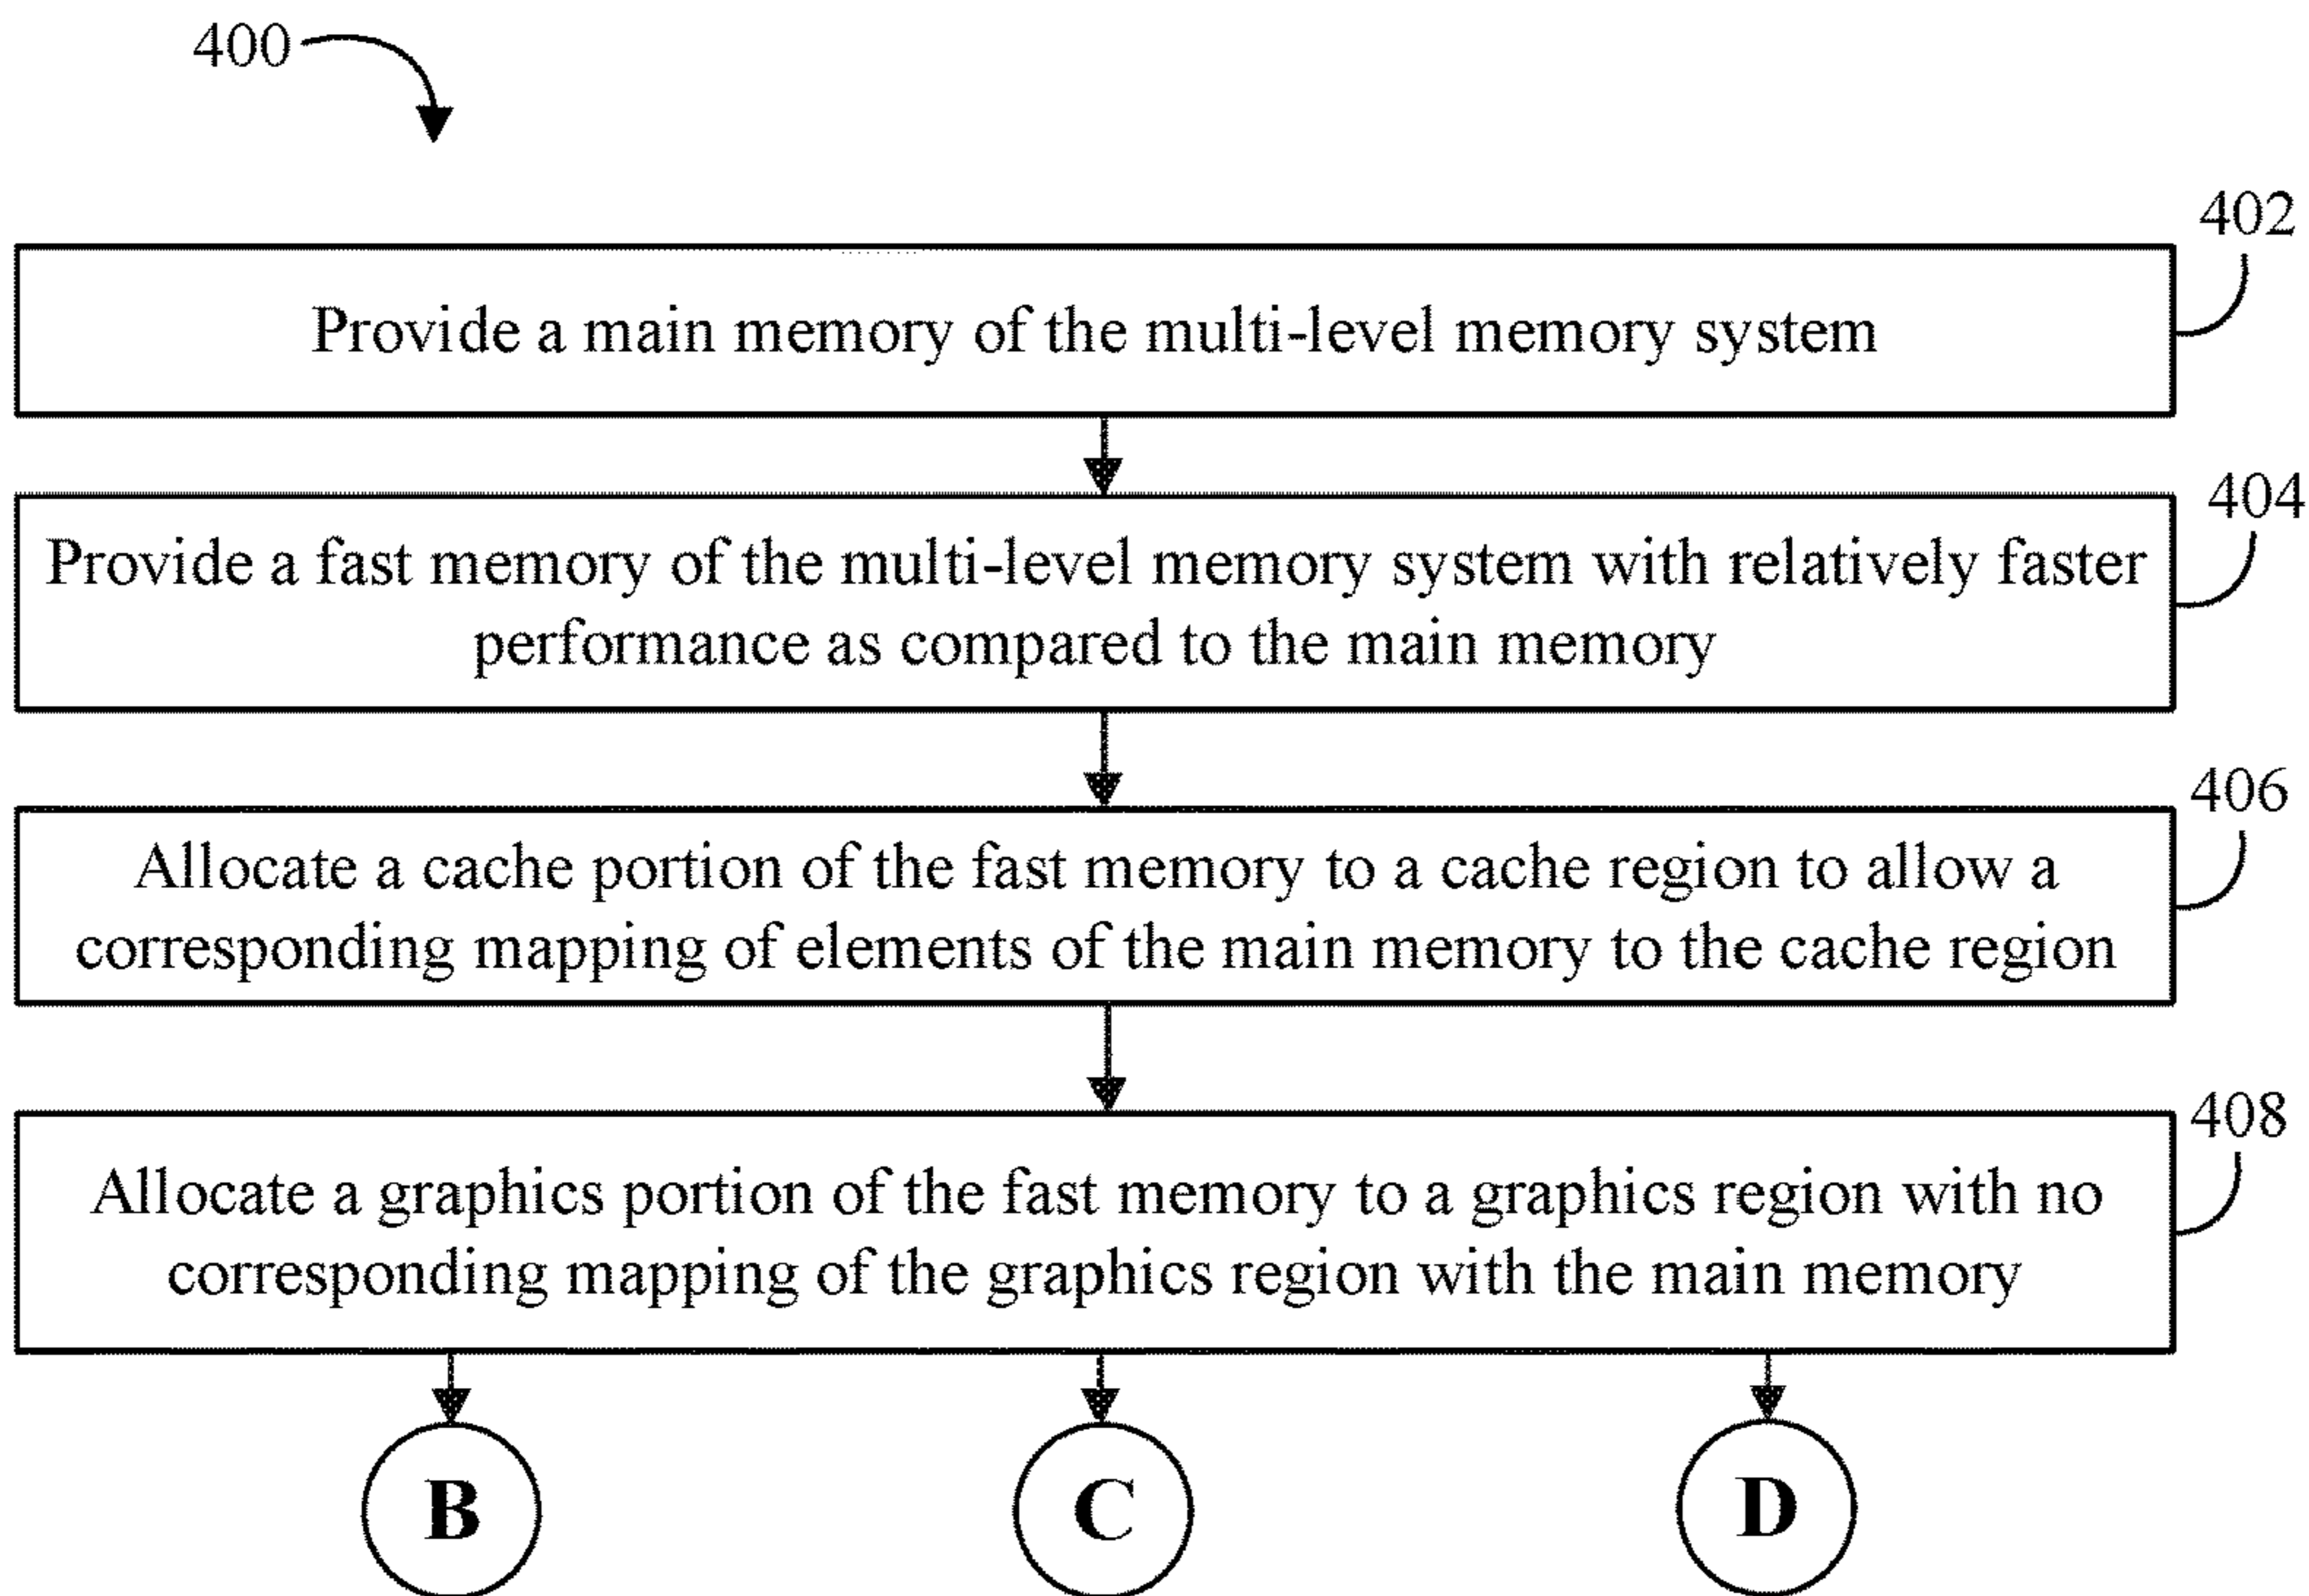 400
402
Provide a main memory of the multi-level memory system
404
Provide a fast memory of the multi-level memory system with relatively faster
performance as compared to the main memory
406
Allocate a cache portion of the fast memory to a cache region to allow a
corresponding mapping of elements of the main memory to the cache region
408
Allocate a graphics portion of the fast memory to a graphics region with no
corresponding mapping of the graphics region with the main memory
B
C
D